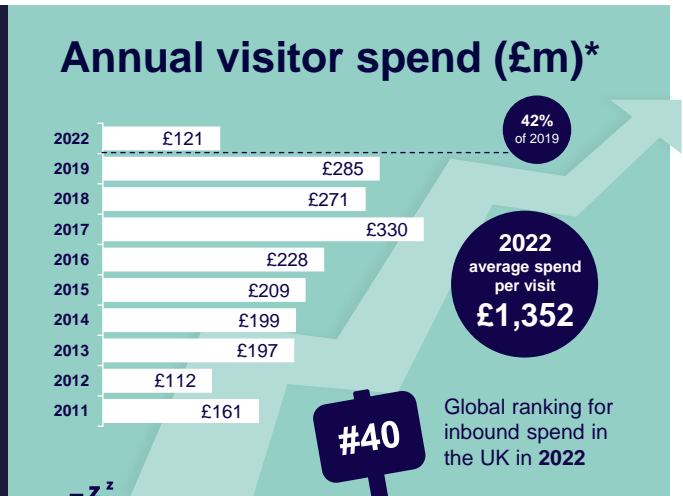 Annual visitor spend (£m)*
2022 £121
42%
of 2019
2019 £285
2018 £271
2017 £330
2016 £228
2015 £209
2014 £199
2013 £197
2012 £112
2011 £161
2022
average spend
per visit
£1,352
#40
Global ranking for
inbound spend in
the UK in 2022
z z